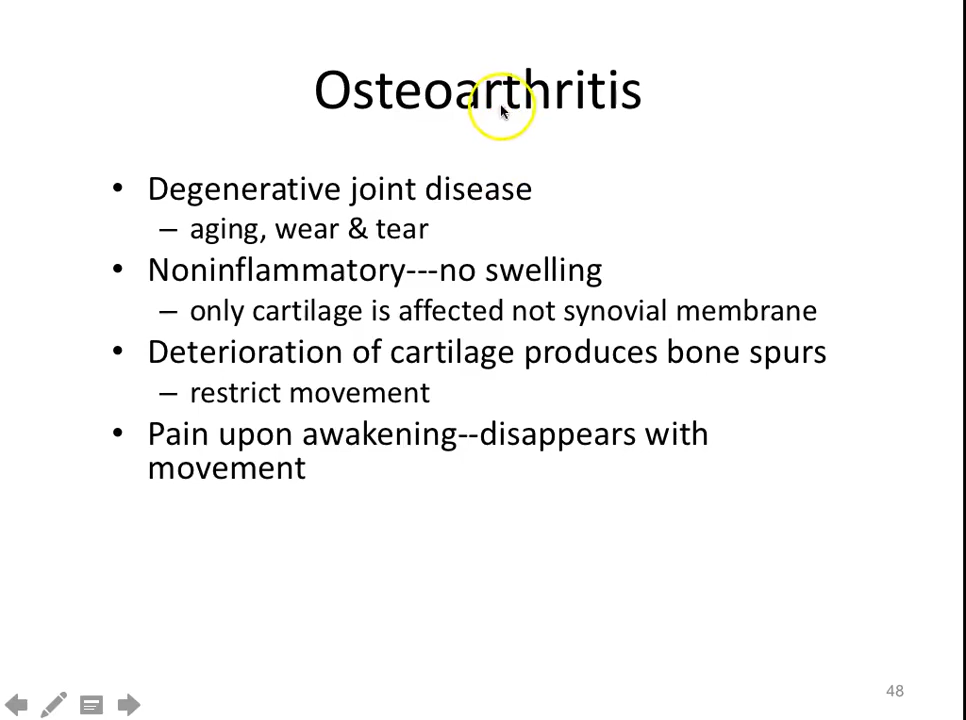 Osteoarthritis
• Degenerative joint disease
– aging, wear & tear
• Noninflammatory---no swelling
– only cartilage is affected not synovial membrane
• Deterioration of cartilage produces bone spurs
– restrict movement
• Pain upon awakening--disappears with
movement
48